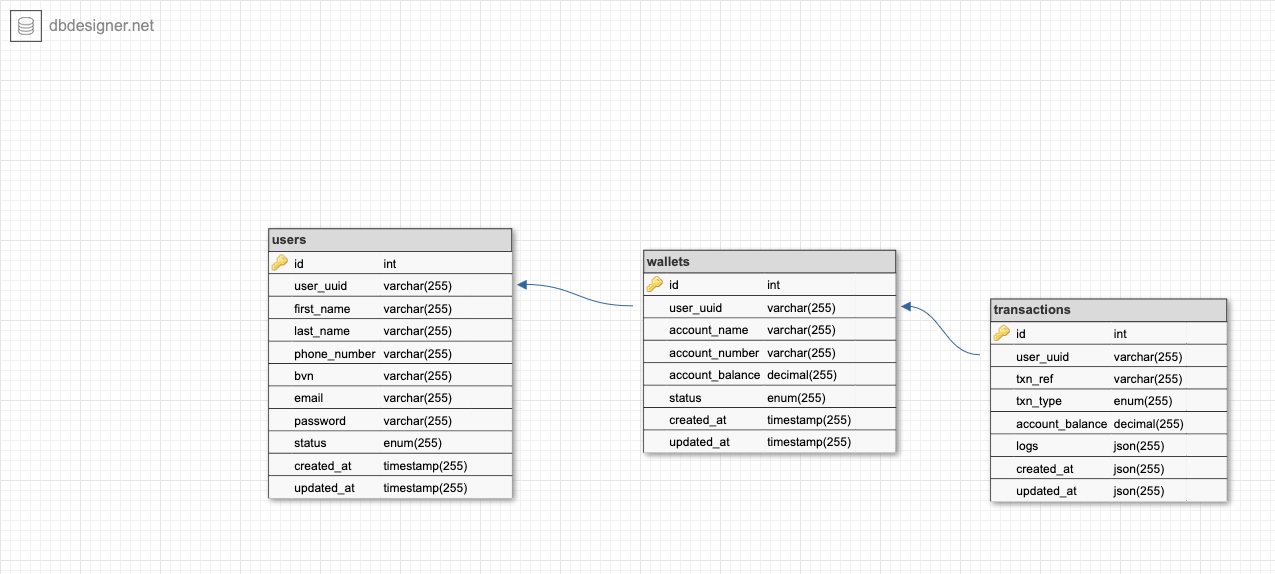 dbdesigner.net
users
id int
user_uuid varchar(255)
first_name varchar(255)
last_name varchar(255)
phone_number varchar(255)
bvn varchar(255)
email varchar(255)
password varchar(255)
status enum(255)
created_at timestamp(255)
updated_at timestamp(255)
wallets
id int
user_uuid varchar(255)
account_name varchar(255)
account_number varchar(255)
account_balance decimal(255)
status enum(255)
created_at timestamp(255)
updated_at timestamp(255)
transactions
id int
user_uuid varchar(255)
txn_ref varchar(255)
txn_type enum(255)
account_balance decimal(255)
logs json(255)
created_at json(255)
updated_at json(255)